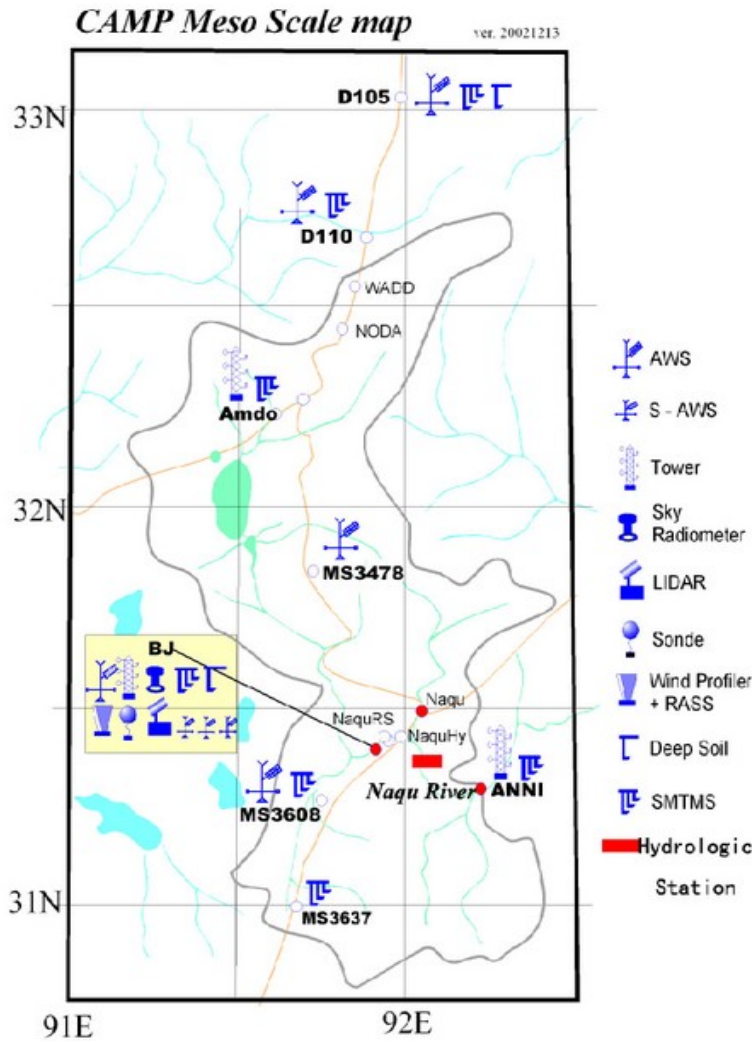 CAMP Meso Scale map
ver. 20021213
33N
D105
D110
WADD
NODA
Amdo
AWS
S - AWS
Tower
Sky
Radiometer
LIDAR
Sonde
Wind Profiler
+ RASS
Deep Soil
SMTMS
Hydrologic
Station
32N
MS3478
BJ
Naqu
NaquRS
NaquHy
Naqu River
ANNI
MS3608
31N
MS3637
91E
92E